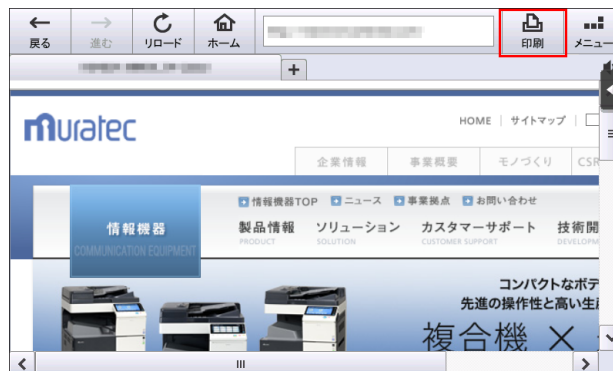 戻る 進む リロード ホーム 印刷 メニュー
+
muratec
HOME | サイトマップ |
企業情報 事業概要 モノづくり CSR
情報機器TOP ニュース 事業拠点 お問い合わせ
情報機器 製品情報 ソリューション カスタマーサポート 技術開
PRODUCT SOLUTION CUSTOMER SUPPORT DEVELOPM
COMMUNICATION EQUIPMENT
コンパクトなボデ
先進の操作性と高い生産
複合機 ×